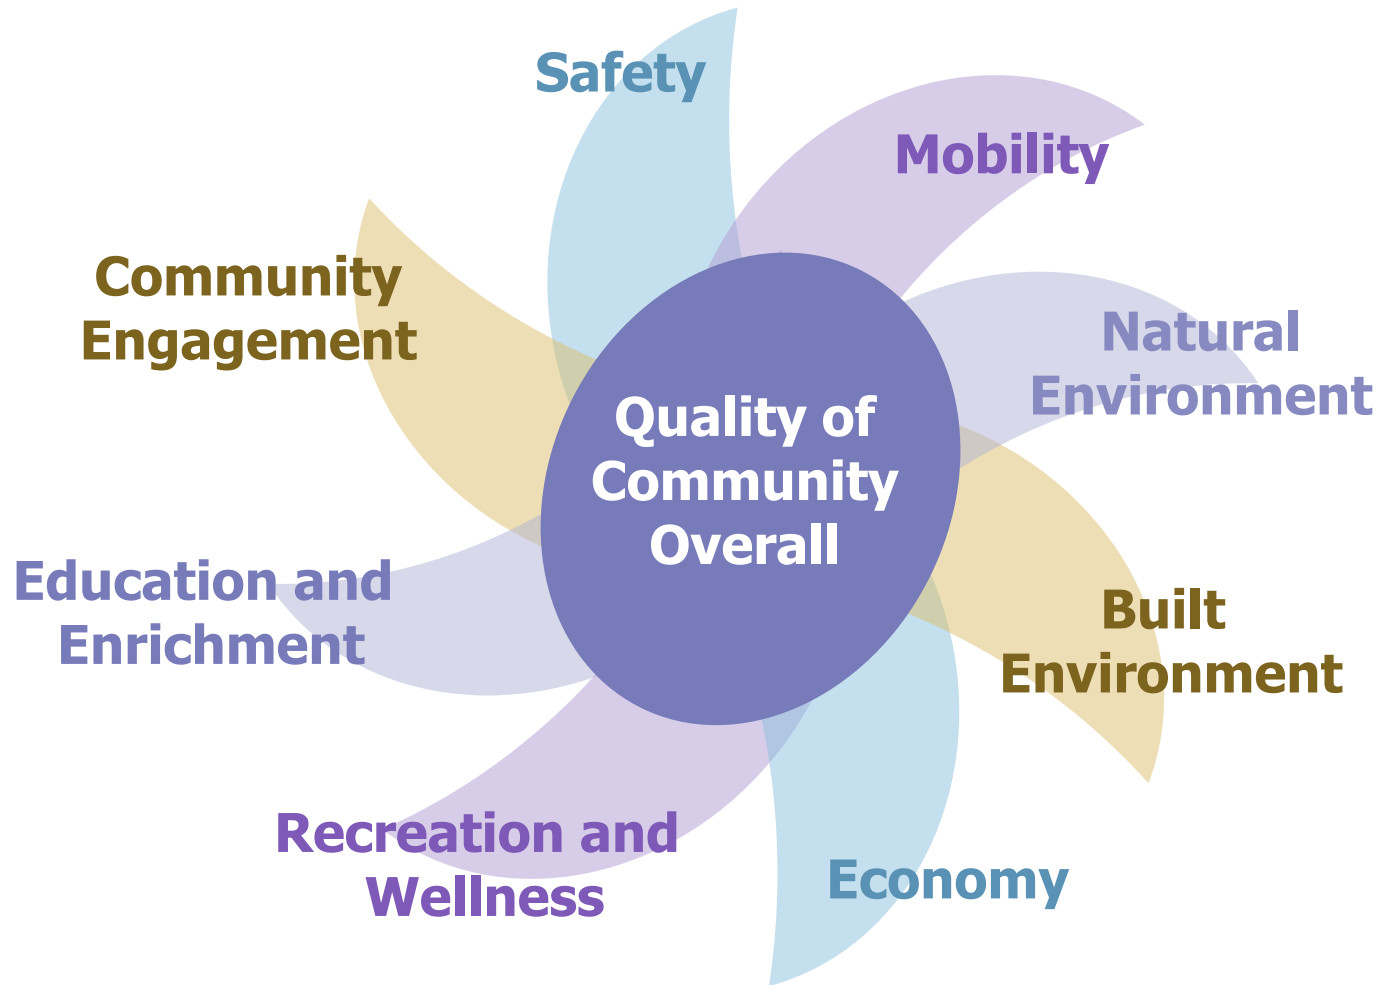 Safety
Mobility
Natural
Environment
Built
Environment
Economy
Recreation and
Wellness
Education and
Enrichment
Community
Engagement
Quality of
Community
Overall